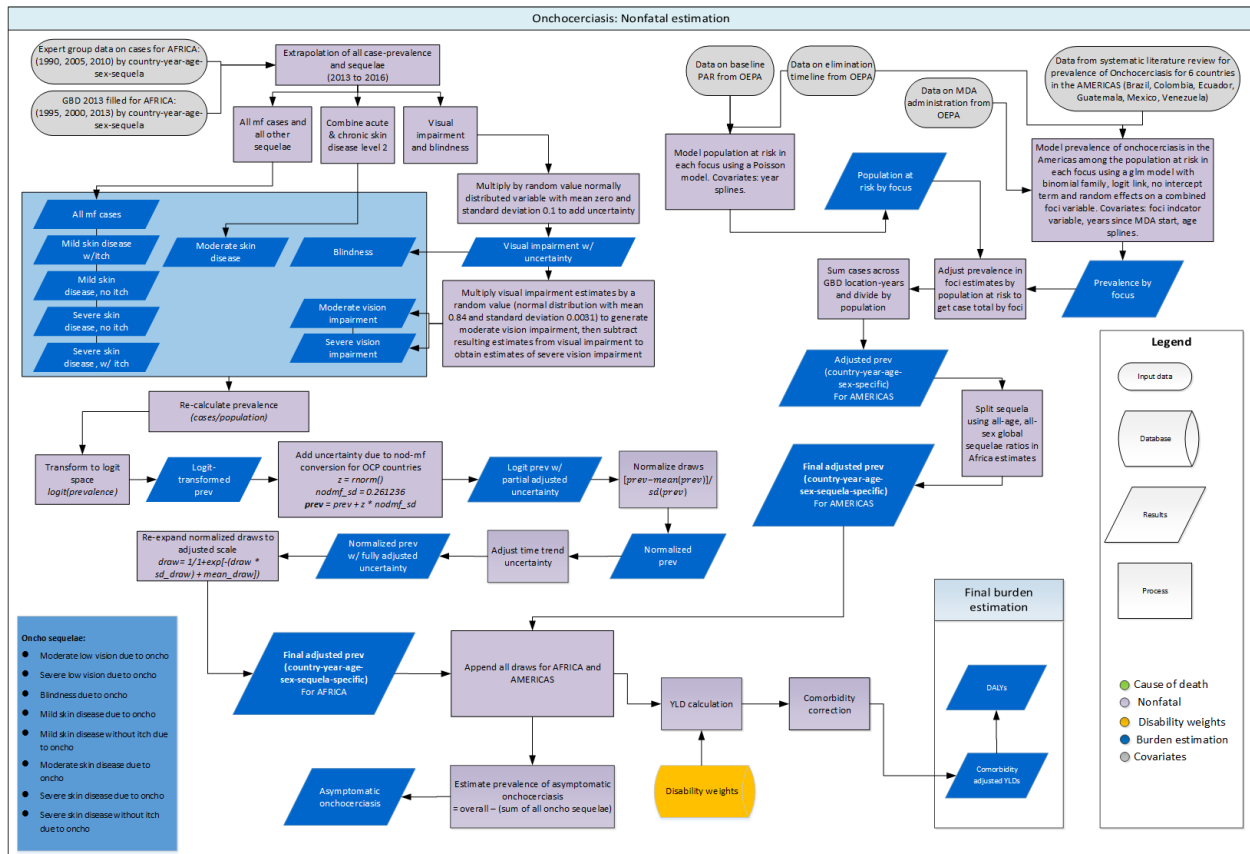 Onchocerciasis: Nonfatal estimation
Expert group data on cases for AFRICA:
(1990, 2005, 2010) by country-year-age-
sex-sequela
GBD 2013 filled for AFRICA:
(1995, 2000, 2013) by country-year-age-
sex-sequela
Extrapolation of all case-prevalence
and sequelae
(2013 to 2016)
All mf cases and
all other
sequelae
Combine acute
& chronic skin
disease level 2
Visual
impairment
and blindness
Multiply by random value normally
distributed variable with mean zero and
standard deviation 0.1 to add uncertainty
All mf cases
Mild skin disease
w/itch
Mild skin
disease, no itch
Severe skin
disease, no itch
Severe skin
disease, w/ itch
Moderate skin
disease
Blindness
Visual impairment w/
uncertainty
Moderate vision
impairment
Severe vision
impairment
Multiply visual impairment estimates by a
random value (normal distribution with mean
0.84 and standard deviation 0.0031) to generate
moderate vision impairment, then subtract
resulting estimates from visual impairment to
obtain estimates of severe vision impairment
Data on baseline
PAR from OEPA
Data on elimination
timeline from OEPA
Data on MDA
administration from
OEPA
Data from systematic literature review for
prevalence of Onchocerciasis for 6 countries
in the AMERICAS (Brazil, Colombia, Ecuador,
Guatemala, Mexico, Venezuela)
Model population at risk in
each focus using a Poisson
model. Covariates: year
splines.
Population at
risk by focus
Model prevalence of onchocerciasis in the
Americas among the population at risk in
each focus using a glm model with
binomial family, logit link, no intercept
term and random effects on a combined
foci variable. Covariates: foci indcator
variable, years since MDA start, age
splines.
Sum cases across
GBD location-years
and divide by
population
Adjust prevalence in
foci estimates by
population at risk to
get case total by foci
Prevalence by
focus
Adjusted prev
(country-year-age-
sex-specific)
For AMERICAS
Split sequela
using all-age, all-
sex global
sequelae ratios in
Africa estimates
Final adjusted prev
(country-year-age-
sex-sequela-specific)
For AMERICAS
Re-calculate prevalence
(cases/population)
Transform to logit
space
logit(prevalence)
Logit-
transformed
prev
Add uncertainty due to nod-mf
conversion for OCP countries
z = rnorm()
nodmf_sd = 0.261236
prev = prev + z * nodmf_sd
Logit prev w/
partial adjusted
uncertainty
Normalize draws
[prev−mean(prev)]/
sd(prev)
Re-expand normalized draws to
adjusted scale
draw= 1/1+exp[-(draw *
sd_draw) + mean_draw])
Normalized prev
w/ fully adjusted
uncertainty
Adjust time trend
uncertainty
Normalized
prev
Legend
Input data
Database
Results
Process
Cause of death
Nonfatal
Disability weights
Burden estimation
Covariates
Oncho sequelae:
Moderate low vision due to oncho
Severe low vision due to oncho
Blindness due to oncho
Mild skin disease due to oncho
Mild skin disease without itch due
to oncho
Moderate skin disease due to
oncho
Severe skin disease due to oncho
Severe skin disease without itch
due to oncho
Final adjusted prev
(country-year-age-
sex-sequela-specific)
For AFRICA
Append all draws for AFRICA and
AMERICAS
YLD calculation
Comorbidity
correction
Final burden
estimation
DALYs
Comorbidity
adjusted YLDs
Asymptomatic
onchocerciasis
Estimate prevalence of asymptomatic
onchocerciasis
= overall – (sum of all oncho sequelae)
Disability weights